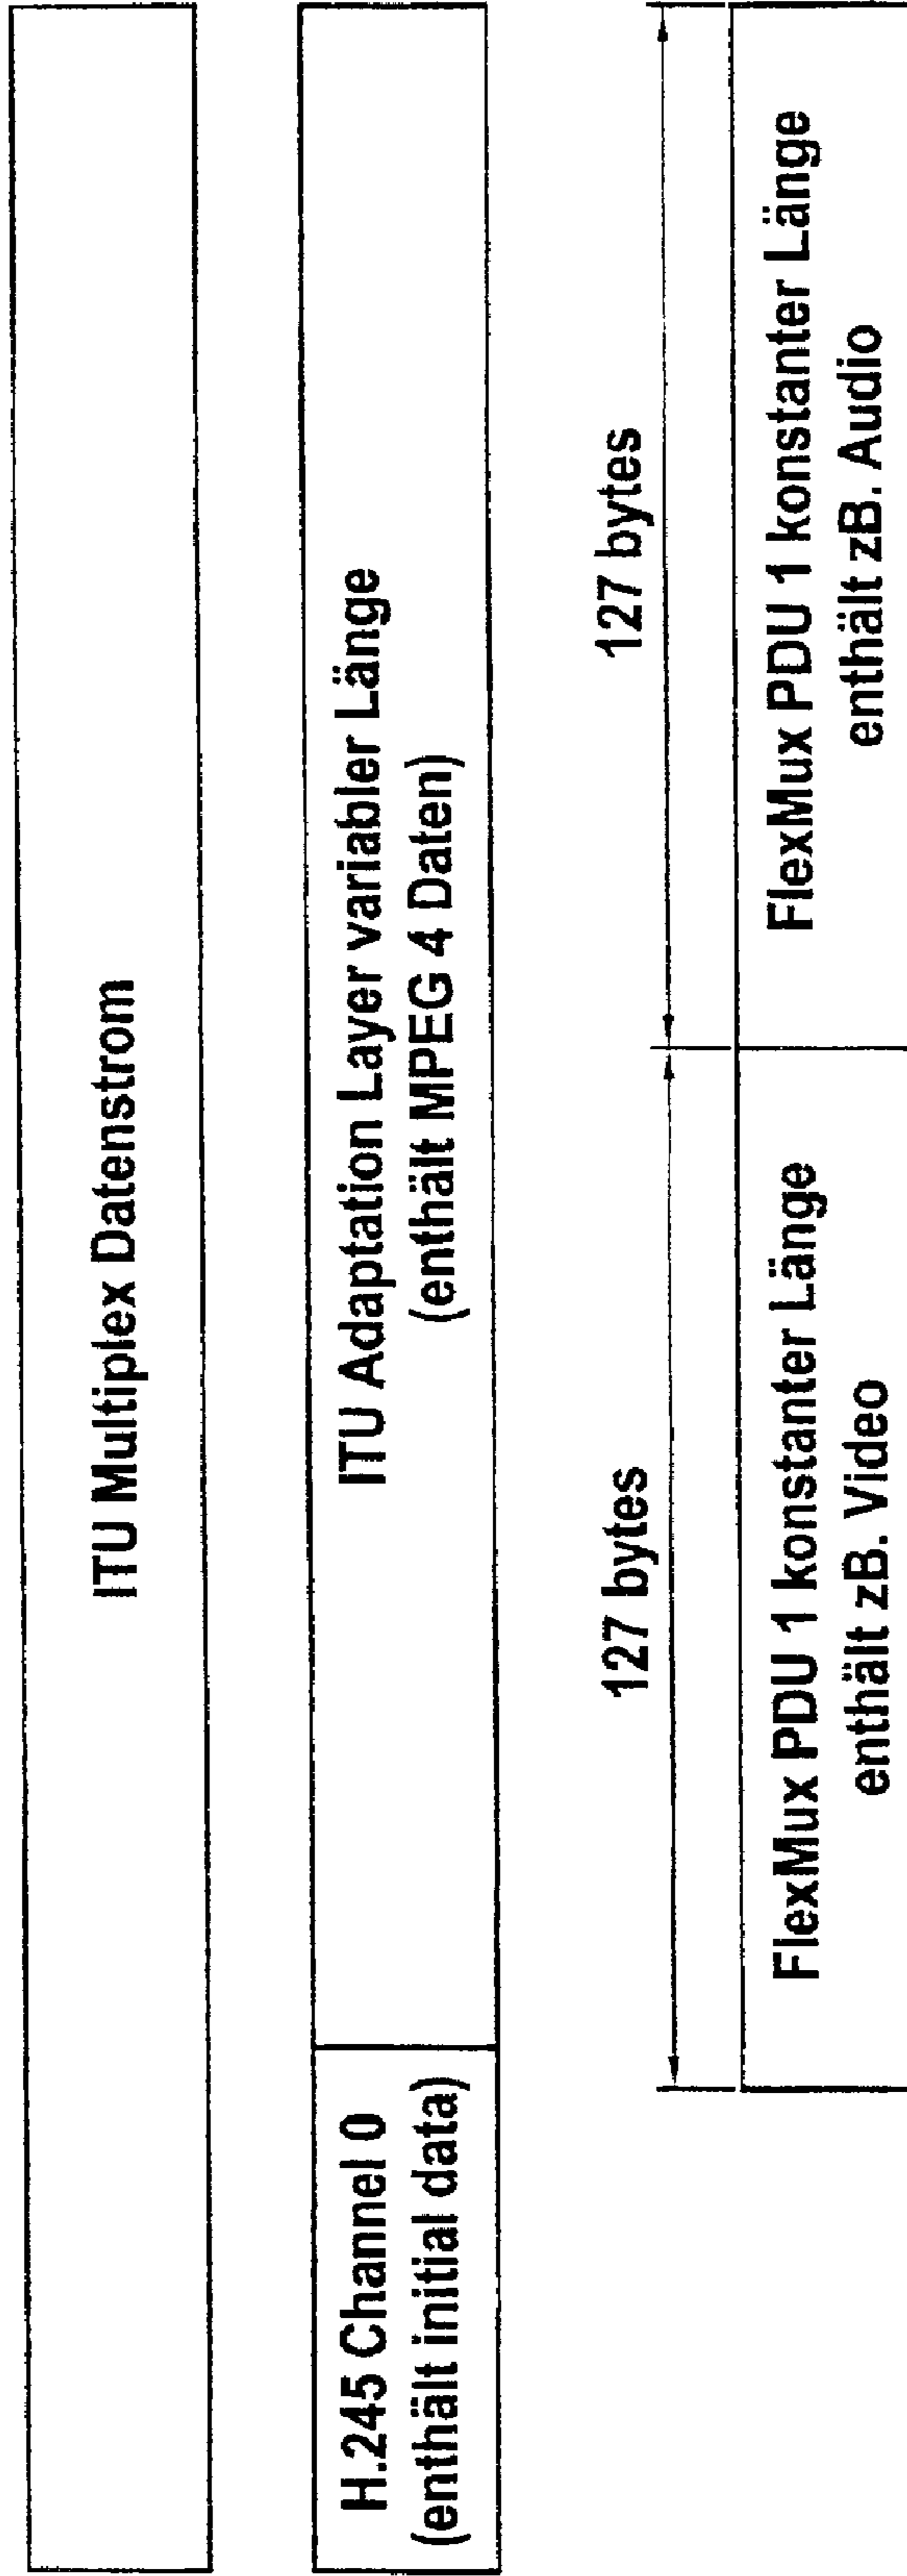 ITU Multiplex Datenstrom
H.245 Channel 0
(enthält initial data)
ITU Adaptation Layer variabler Länge
(enthält MPEG 4 Daten)
127 bytes
127 bytes
FlexMux PDU 1 konstanter Länge
enthält zB. Video
FlexMux PDU 1 konstanter Länge
enthält zB. Audio